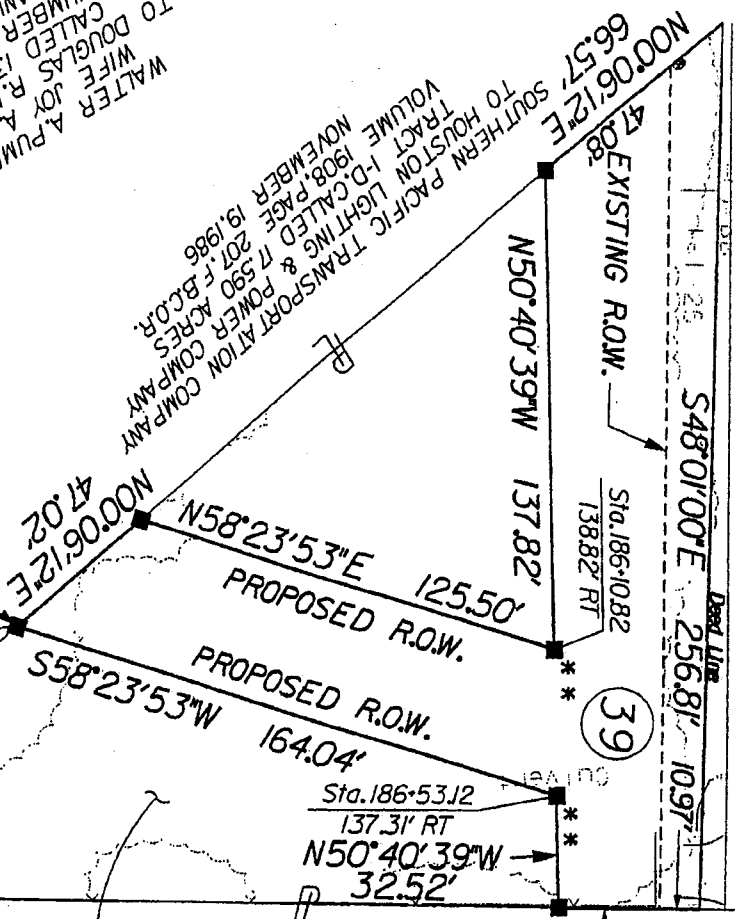 WALTER A. PUM
WIFE JOY A
TO DOUGLAS R.
CALLED 13
NUMBER
SOUTHERN PACIFIC TRANSPORTATION COMPANY
TO HOUSTON LIGHTING & POWER COMPANY
TRACT 1-D, CALLED 17.590 ACRES
VOLUME 1908, PAGE 207, F.B.C.O.R.
NOVEMBER 19, 1986
N00°06'12"E
66.57'
47.08'
EXISTING R.O.W.
S48°01'00"E 256.81'
10.97'
Deed Line
N50°40'39"W 137.82'
Sta.186+10.82
138.82' RT
N58°23'53"E 125.50'
PROPOSED R.O.W.
N00°06'12"E
47.02'
PROPOSED R.O.W.
S58°23'53"W 164.04'
**
39
Culvert
Sta.186+53.12
137.31' RT
**
N50°40'39"W
32.52'